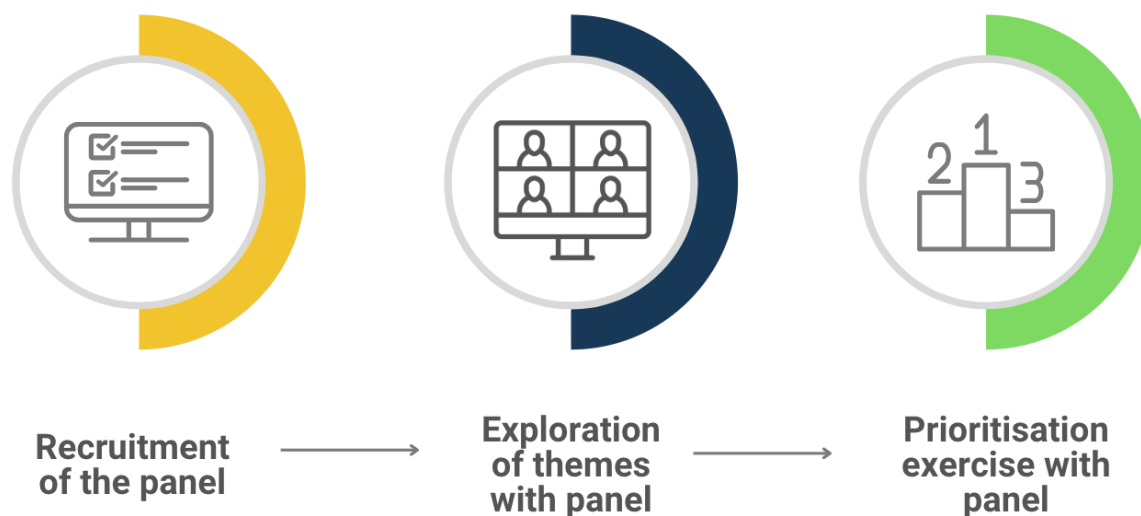 2
1
3
Recruitment
of the panel
Exploration
of themes
with panel
Prioritisation
exercise with
panel